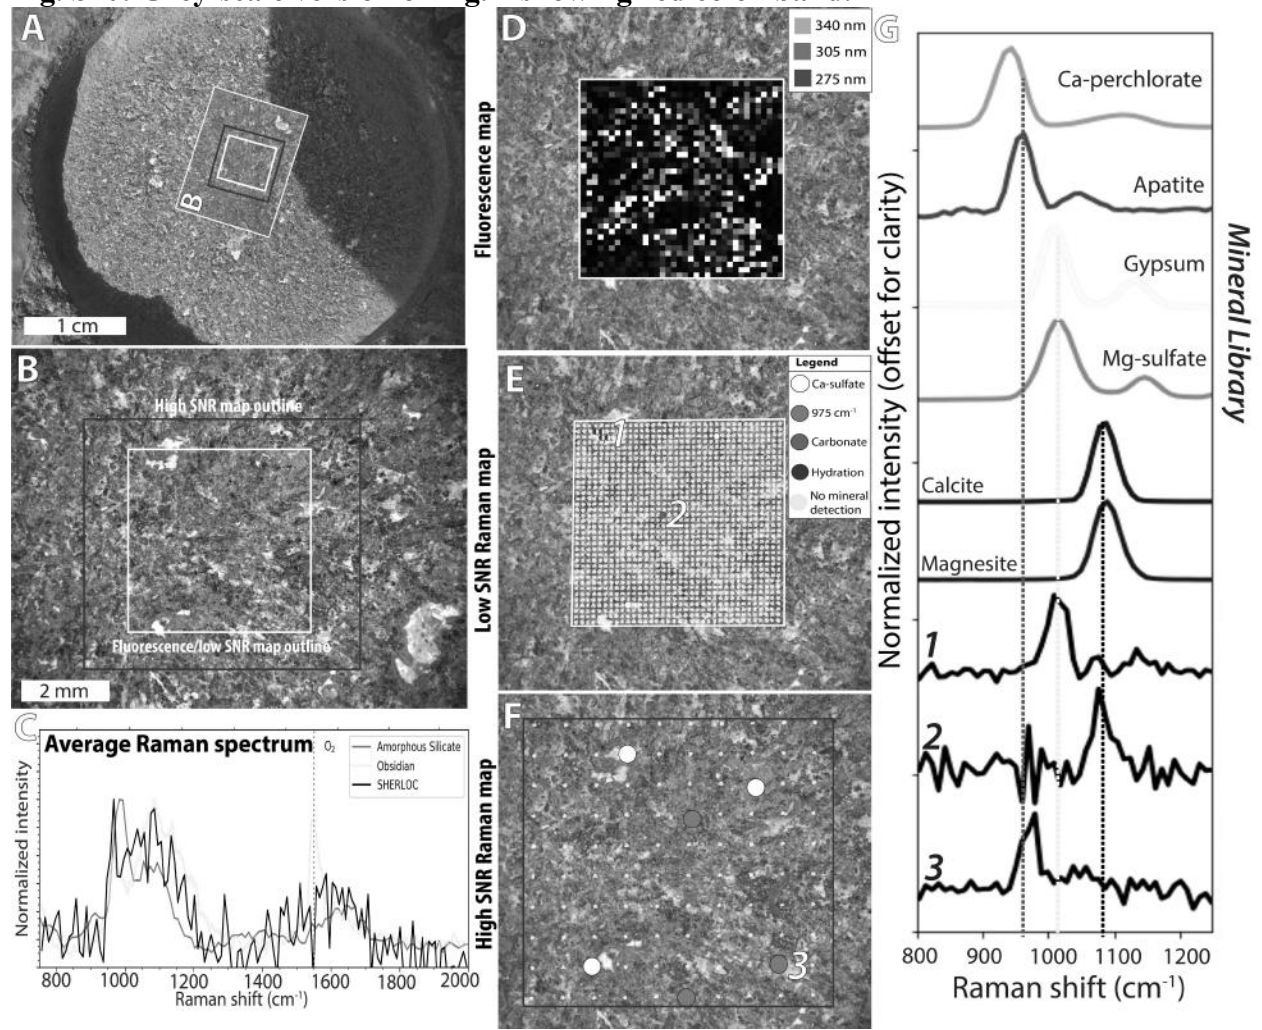 A
B
1 cm
B
High SNR map outline
Fluorescence/low SNR map outline
2 mm
C
Average Raman spectrum
O₂
Amorphous Silicate
Obsidian
SHERLOC
Normalized intensity
800 1000 1200 1400 1600 1800 2000
Raman shift (cm⁻¹)
Fluorescence map
D
340 nm
305 nm
275 nm
Low SNR Raman map
E
1
2
Legend
Ca-sulfate
975 cm⁻¹
Carbonate
Hydration
No mineral
detection
High SNR Raman map
F
3
G
Normalized intensity (offset for clarity)
Ca-perchlorate
Apatite
Gypsum
Mg-sulfate
Calcite
Magnesite
1
2
3
800 900 1000 1100 1200
Raman shift (cm⁻¹)
Mineral Library